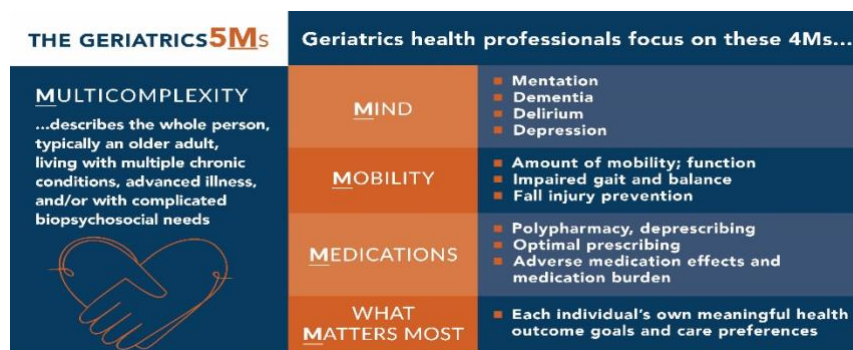 THE GERIATRICS5Ms
Geriatrics health professionals focus on these 4Ms...
MULTICOMPLEXITY
...describes the whole person,
typically an older adult,
living with multiple chronic
conditions, advanced illness,
and/or with complicated
biopsychosocial needs
MIND
Mentation
Dementia
Delirium
Depression
MOBILITY
Amount of mobility; function
Impaired gait and balance
Fall injury prevention
MEDICATIONS
Polypharmacy, deprescribing
Optimal prescribing
Adverse medication effects and
medication burden
WHAT
MATTERS MOST
Each individual's own meaningful health
outcome goals and care preferences